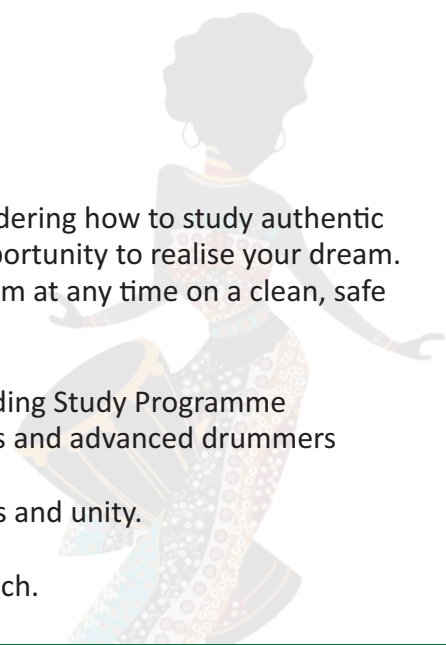 dering how to study authentic
portunity to realise your dream.
m at any time on a clean, safe
ding Study Programme
s and advanced drummers
s and unity.
ch.